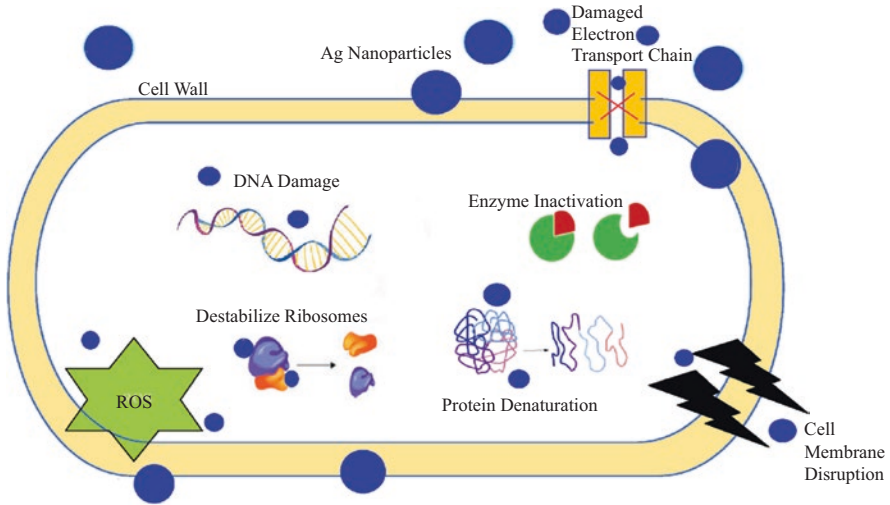 Damaged
Electron
Transport Chain
Ag Nanoparticles
Cell Wall
DNA Damage
Enzyme Inactivation
Destabilize Ribosomes
ROS
Protein Denaturation
Cell
Membrane
Disruption